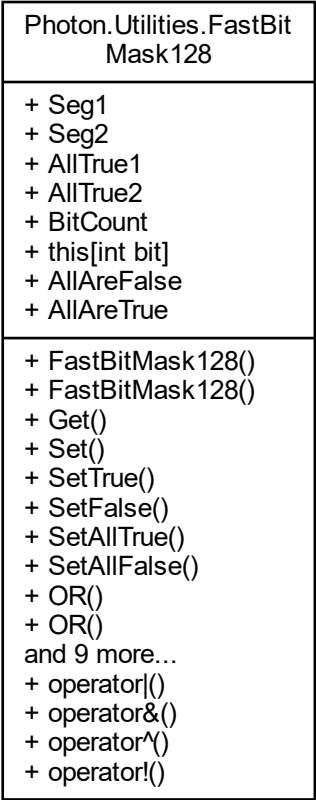 Photon.Utilities.FastBit
Mask128
+ Seg1
+ Seg2
+ AllTrue1
+ AllTrue2
+ BitCount
+ this[int bit]
+ AllAreFalse
+ AllAreTrue
+ FastBitMask128()
+ FastBitMask128()
+ Get()
+ Set()
+ SetTrue()
+ SetFalse()
+ SetAllTrue()
+ SetAllFalse()
+ OR()
+ OR()
and 9 more...
+ operator|()
+ operator&()
+ operator^()
+ operator!()